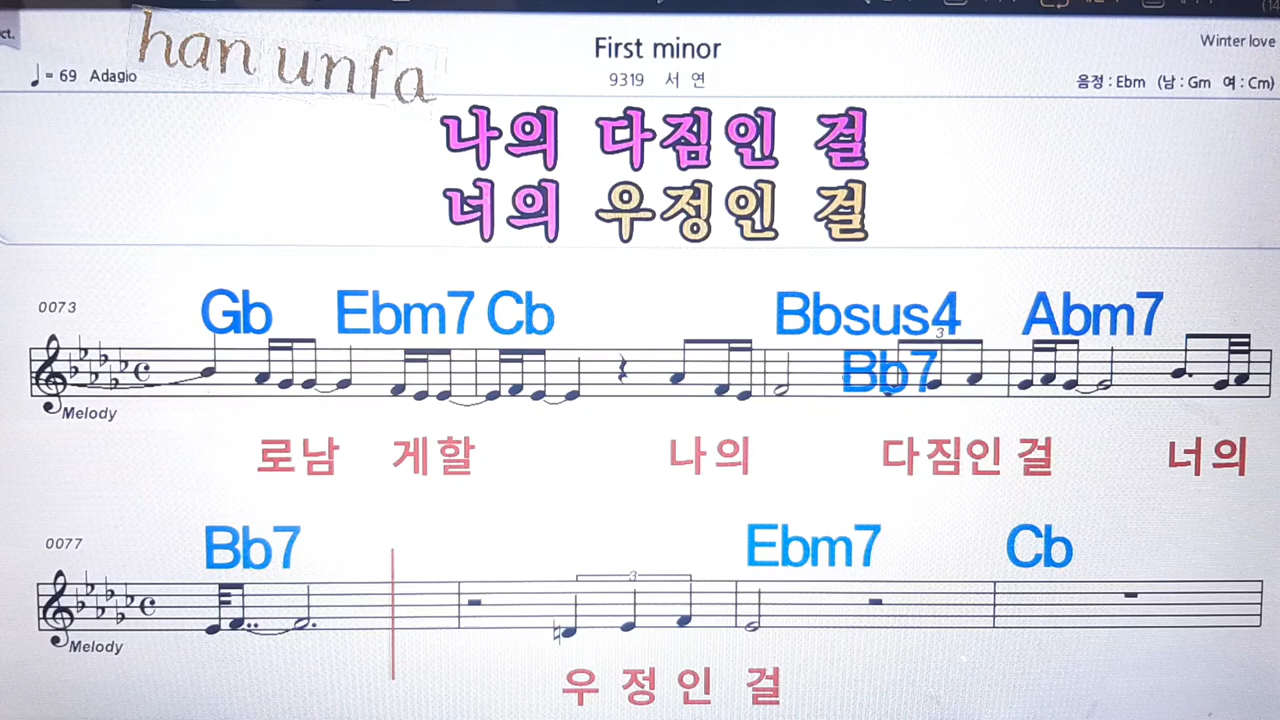 ct.
han unfa
First minor
Winter love
♩= 69 Adagio
9319 서 연
음정 : Ebm (남 : Gm 여 : Cm)
나의 다짐인 걸
너의 우정인 걸
0073
Gb Ebm7 Cb Bbsus4 Abm7
3
Bb7
Melody
로남 게할 나의 다짐인 걸 너의
0077
Bb7 Ebm7 Cb
3
Melody
우 정 인 걸